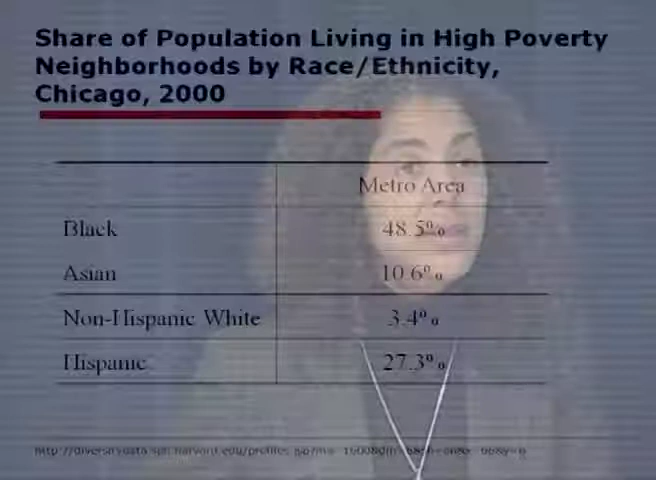 Share of Population Living in High Poverty
Neighborhoods by Race/Ethnicity,
Chicago, 2000
Metro Area
Black 48.5%
Asian 10.6%
Non-Hispanic White 3.4%
Hispanic 27.3%